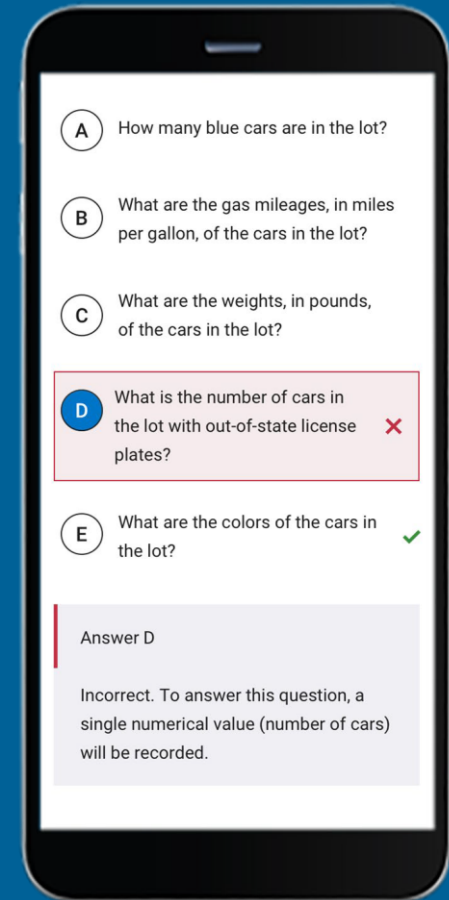 A How many blue cars are in the lot?
B What are the gas mileages, in miles
per gallon, of the cars in the lot?
C What are the weights, in pounds,
of the cars in the lot?
D What is the number of cars in
the lot with out-of-state license
plates?
E What are the colors of the cars in
the lot?
Answer D
Incorrect. To answer this question, a
single numerical value (number of cars)
will be recorded.